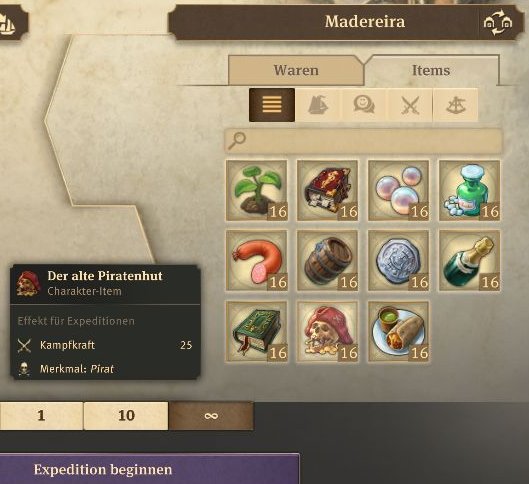 Madereira
Waren
Items
16 16 16 16
16 16 16 16
16 16 16
Der alte Piratenhut
Charakter-Item
Effekt für Expeditionen
Kampfkraft 25
Merkmal: Pirat
1 10 ∞
Expedition beginnen